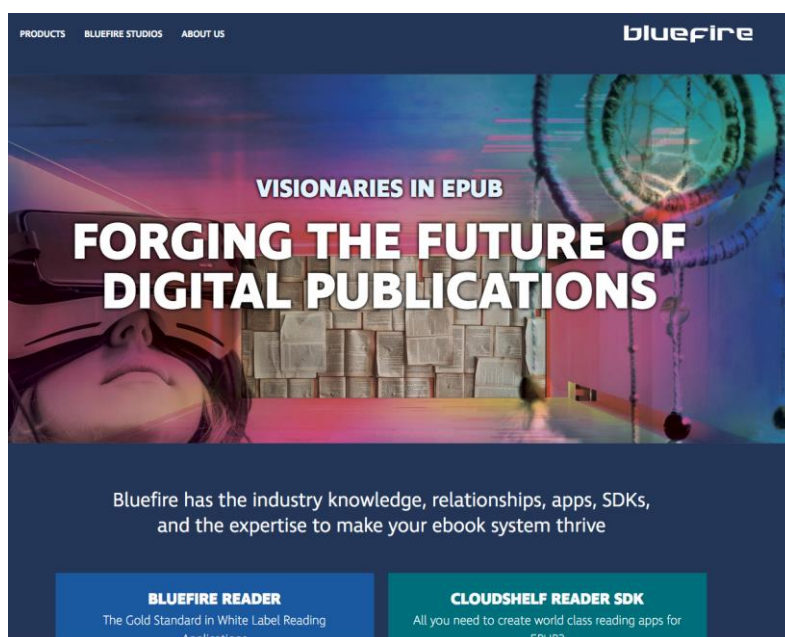 PRODUCTS BLUEFIRE STUDIOS ABOUT US
bluefire
VISIONARIES IN EPUB
FORGING THE FUTURE OF
DIGITAL PUBLICATIONS
Bluefire has the industry knowledge, relationships, apps, SDKs,
and the expertise to make your ebook system thrive
BLUEFIRE READER
The Gold Standard in White Label Reading
Applications
CLOUDSHELF READER SDK
All you need to create world class reading apps for